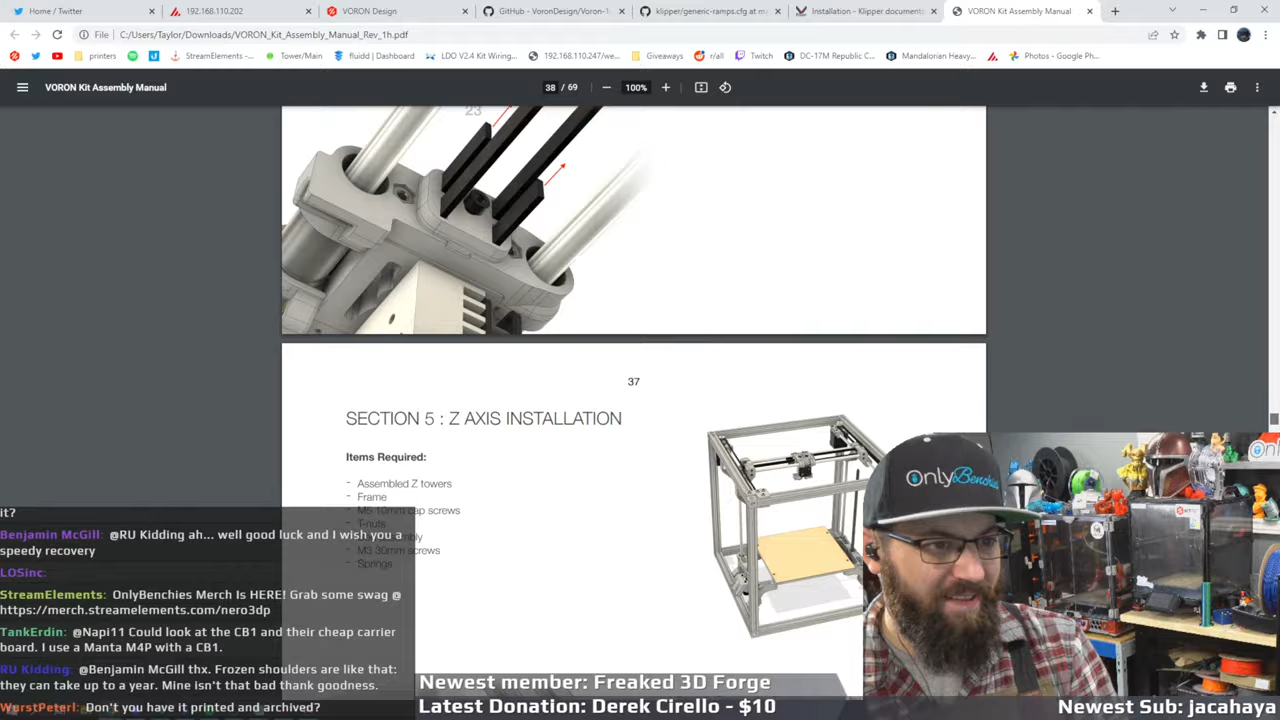 Home / Twitter
192.168.110.202
VORON Design
GitHub - VoronDesign/Voron-1
klipper/generic-ramps.cfg at m
Installation - Klipper document
VORON Kit Assembly Manual
File
C:/Users/Taylor/Downloads/VORON_Kit_Assembly_Manual_Rev_1h.pdf
printers
StreamElements -...
Tower/Main
fluidd | Dashboard
LDO V2.4 Kit Wiring...
192.168.110.247/we...
Giveaways
r/all
Twitch
DC-17M Republic C...
Mandalorian Heavy...
Photos - Google Ph...
VORON Kit Assembly Manual
38 / 69
100%
23
37
SECTION 5 : Z AXIS INSTALLATION
Items Required:
- Assembled Z towers
- Frame
- M5 10mm cap screws
- T-nuts
- M3 30mm screws
- Springs
it?
Benjamin McGill: @RU Kidding ah... well good luck and I wish you a
speedy recovery
LOSinc:
StreamElements: OnlyBenchies Merch Is HERE! Grab some swag @
https://merch.streamelements.com/nero3dp
TankErdin: @Napi11 Could look at the CB1 and their cheap carrier
board. I use a Manta M4P with a CB1.
RU Kidding: @Benjamin McGill thx. Frozen shoulders are like that:
they can take up to a year. Mine isn't that bad thank goodness.
WurstPeterl: Don't you have it printed and archived?
OnlyBenchies
Newest member: Freaked 3D Forge
Latest Donation: Derek Cirello - $10
Newest Sub: jacahaya